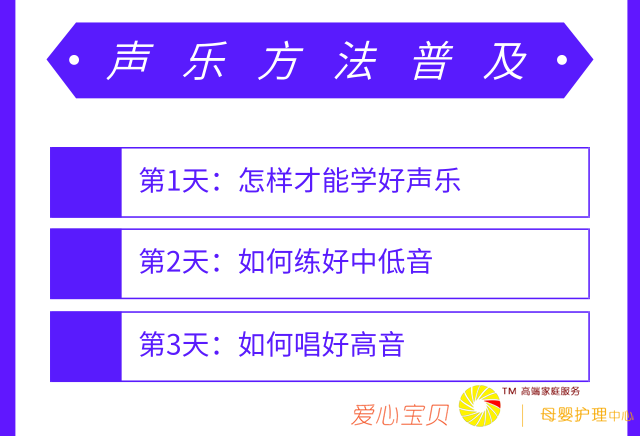 声乐方法普及
第1天：怎样才能学好声乐
第2天：如何练好中低音
第3天：如何唱好高音
爱心宝贝
TM 高端家庭服务
母婴护理中心